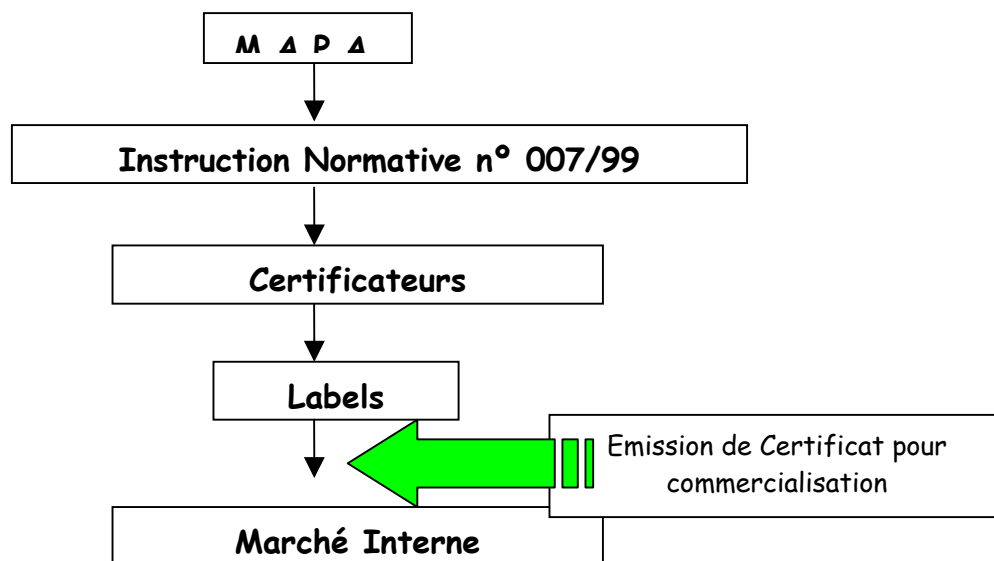 M A P A
Instruction Normative nº 007/99
Certificateurs
Labels
Emission de Certificat pour
commercialisation
Marché Interne